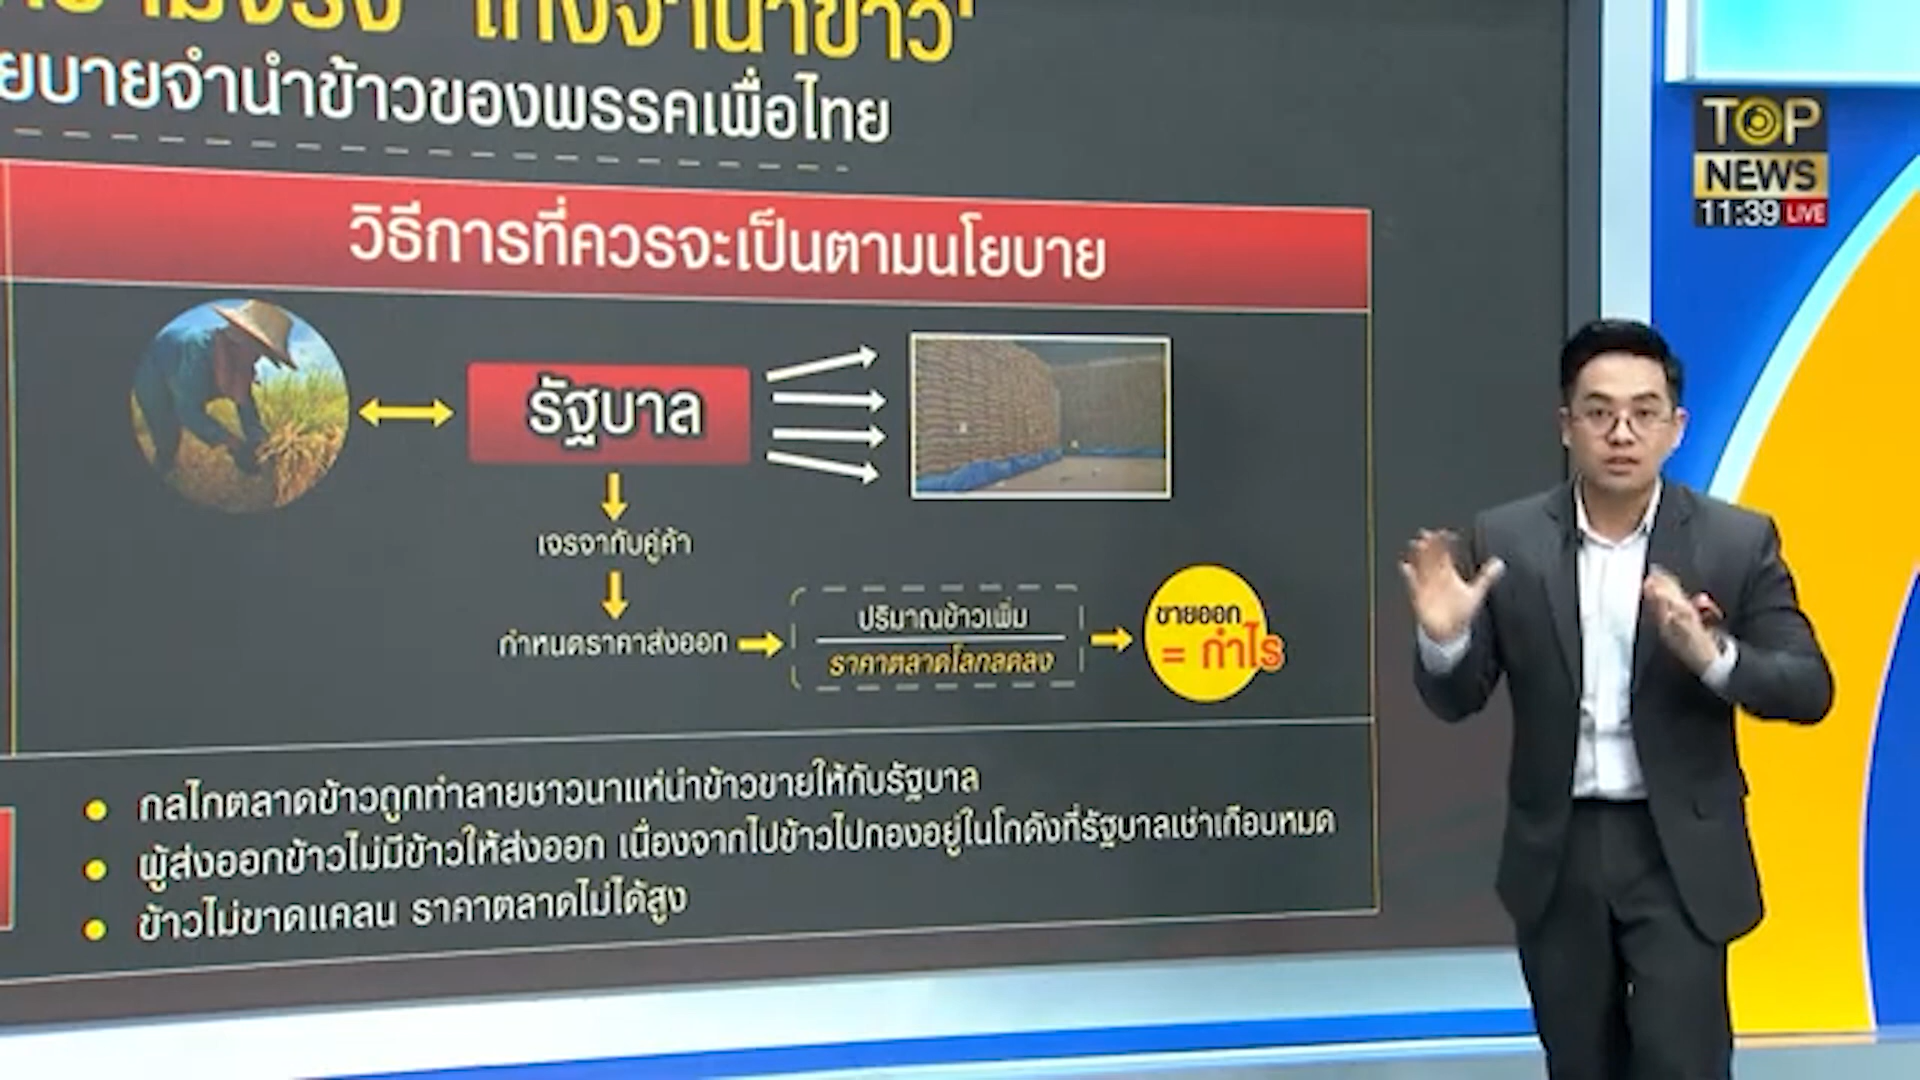 'โกงจำนำข้าว'
นโยบายจำนำข้าวของพรรคเพื่อไทย
วิธีการที่ควรจะเป็นตามนโยบาย
รัฐบาล
เจรจากับคู่ค้า
กำหนดราคาส่งออก
ปริมาณข้าวเพิ่ม
ราคาตลาดโลกลดลง
ขายออก
= กำไร
กลไกตลาดข้าวถูกทำลายชาวนาแห่นำข้าวขายให้กับรัฐบาล
ผู้ส่งออกข้าวไม่มีข้าวให้ส่งออก เนื่องจากไปข้าวไปกองอยู่ในโกดังที่รัฐบาลเช่าเกือบหมด
ข้าวไม่ขาดแคลน ราคาตลาดไม่ได้สูง
TOP
NEWS
11:39 LIVE